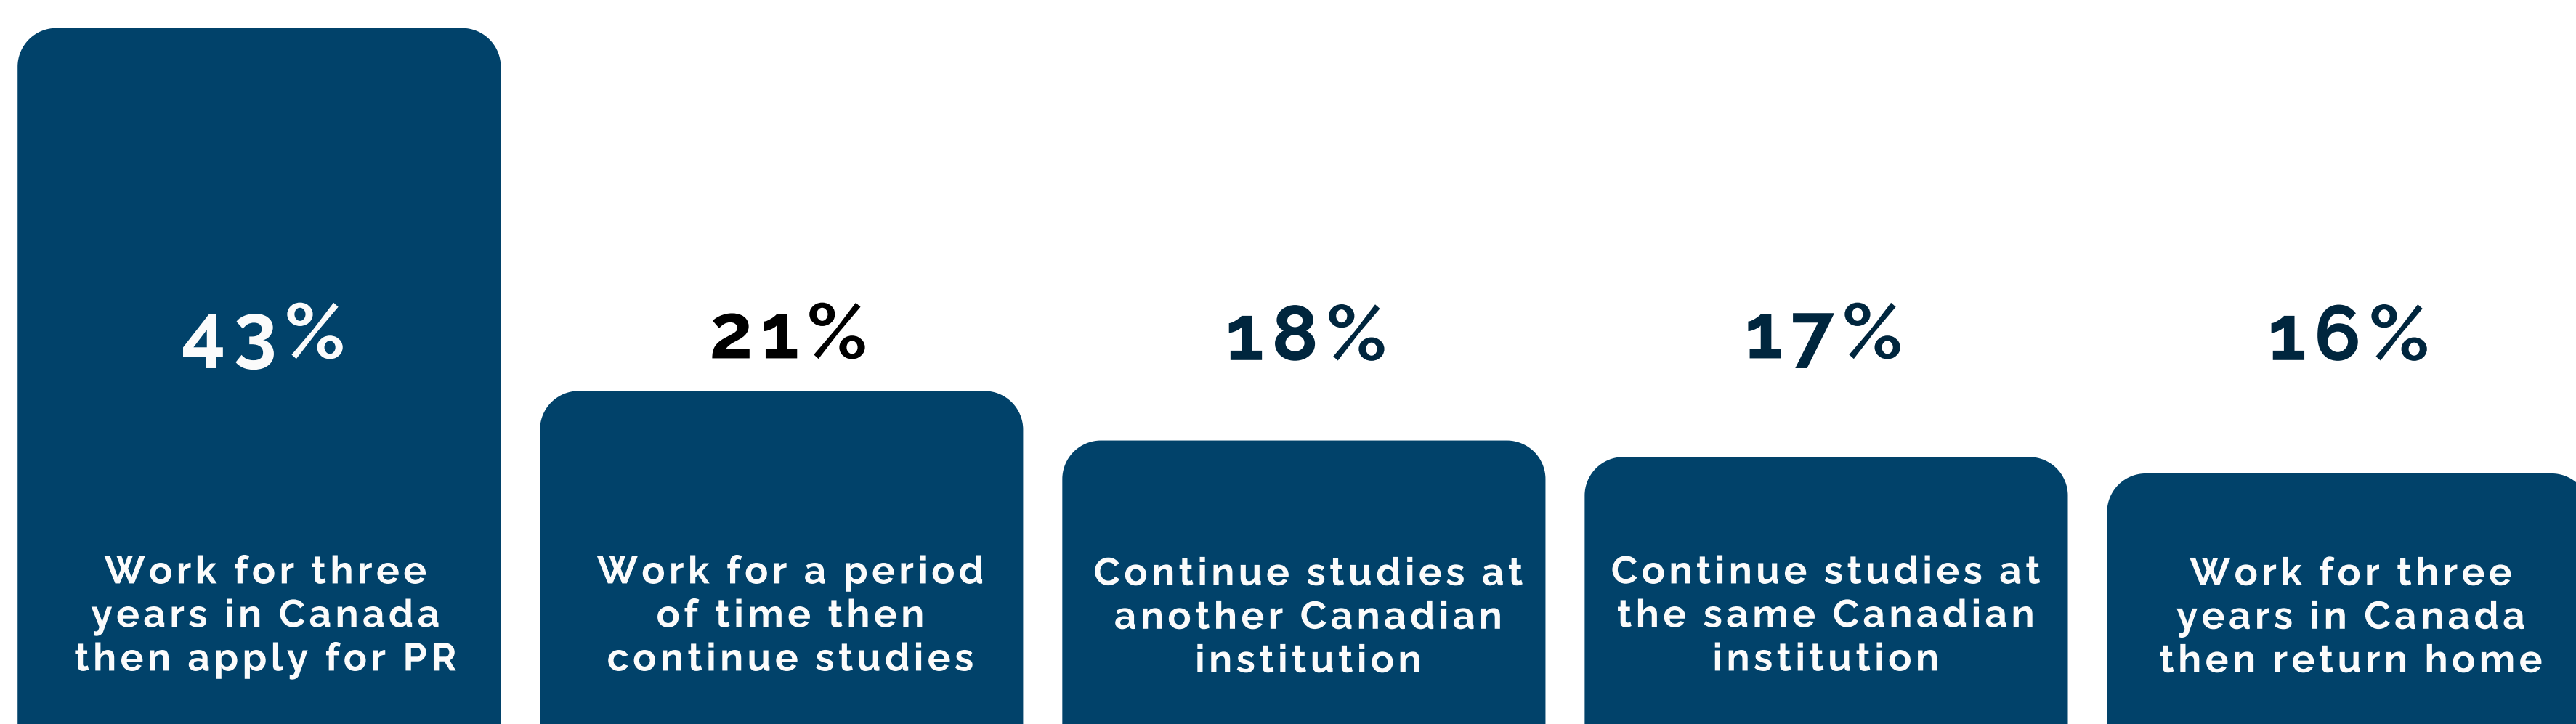 43%
Work for three
years in Canada
then apply for PR
21%
Work for a period
of time then
continue studies
18%
Continue studies at
another Canadian
institution
17%
Continue studies at
the same Canadian
institution
16%
Work for three
years in Canada
then return home